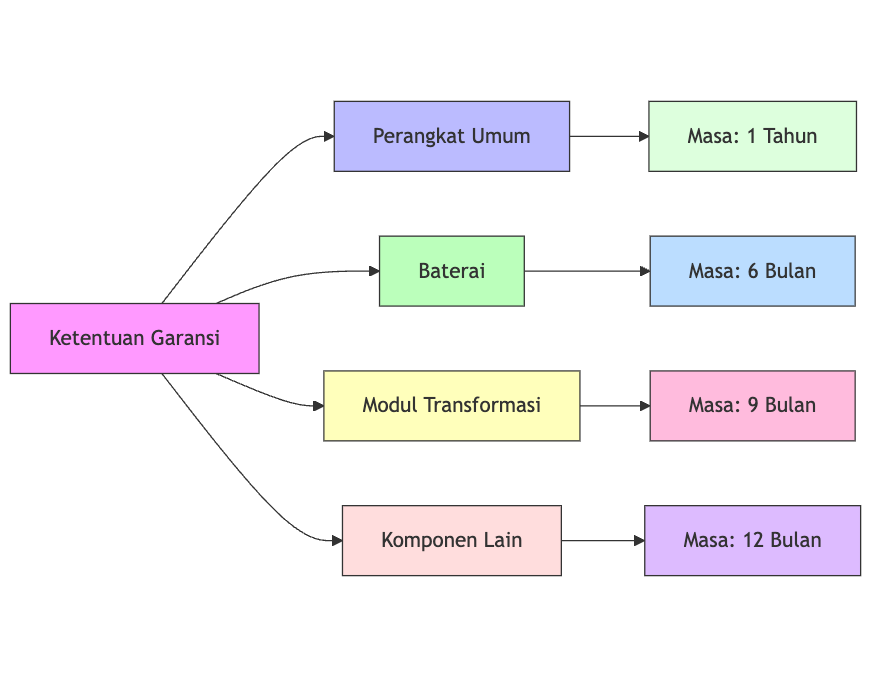 Ketentuan Garansi
Perangkat Umum
Masa: 1 Tahun
Baterai
Masa: 6 Bulan
Modul Transformasi
Masa: 9 Bulan
Komponen Lain
Masa: 12 Bulan